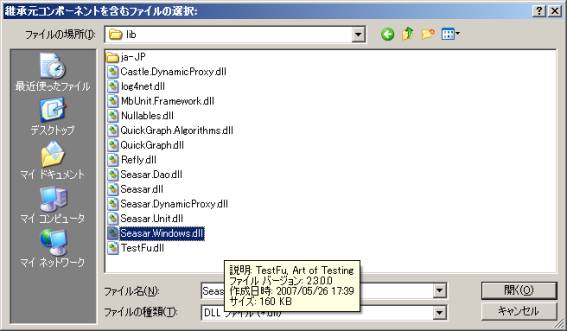 継承元コンポーネントを含むファイルの選択:
ファイルの場所(I):
lib
最近使ったファイル
デスクトップ
マイ ドキュメント
マイ コンピュータ
マイ ネットワーク
ja-JP
Castle.DynamicProxy.dll
log4net.dll
MbUnit.Framework.dll
Nullables.dll
QuickGraph.Algorithms.dll
QuickGraph.dll
Refly.dll
Seasar.Dao.dll
Seasar.dll
Seasar.DynamicProxy.dll
Seasar.Unit.dll
Seasar.Windows.dll
TestFu.dll
説明: TestFu, Art of Testing
ファイル バージョン: 2.3.0.0
作成日時: 2007/05/26 17:39
サイズ: 160 KB
ファイル名(N):
Seas
開く(O)
ファイルの種類(T):
DLL
キャンセル